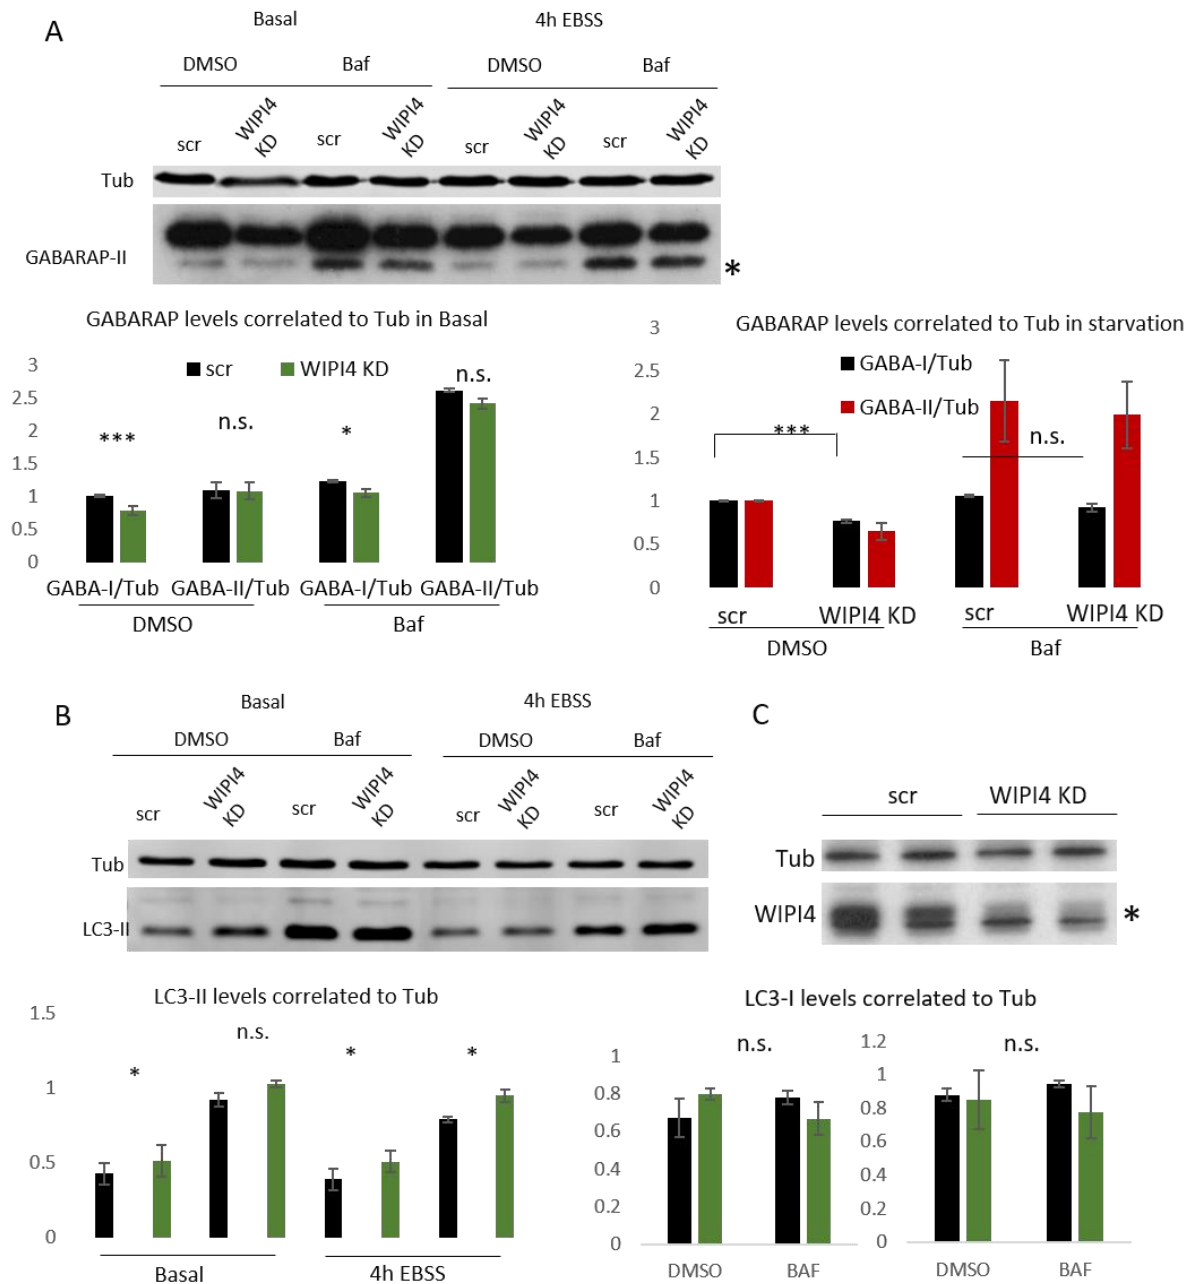 A
Basal
4h EBSS
DMSO
Baf
DMSO
Baf
scr
WIPI4
KD
scr
WIPI4
KD
scr
WIPI4
KD
scr
WIPI4
KD
Tub
GABARAP-II
*
GABARAP levels correlated to Tub in Basal
scr
WIPI4 KD
3
2.5
2
1.5
1
0.5
0
***
n.s.
*
n.s.
GABA-I/Tub
GABA-II/Tub
GABA-I/Tub
GABA-II/Tub
DMSO
Baf
GABARAP levels correlated to Tub in starvation
GABA-I/Tub
GABA-II/Tub
3
2.5
2
1.5
1
0.5
0
***
n.s.
scr
WIPI4 KD
scr
WIPI4 KD
DMSO
Baf
B
Basal
4h EBSS
DMSO
Baf
DMSO
Baf
scr
WIPI4
KD
scr
WIPI4
KD
scr
WIPI4
KD
scr
WIPI4
KD
Tub
LC3-II
C
scr
WIPI4 KD
Tub
WIPI4
*
LC3-II levels correlated to Tub
1.5
1
0.5
0
*
n.s.
*
*
Basal
4h EBSS
LC3-I levels correlated to Tub
n.s.
1
0.8
0.6
0.4
0.2
0
DMSO
BAF
n.s.
1.2
1
0.8
0.6
0.4
0.2
0
DMSO
BAF